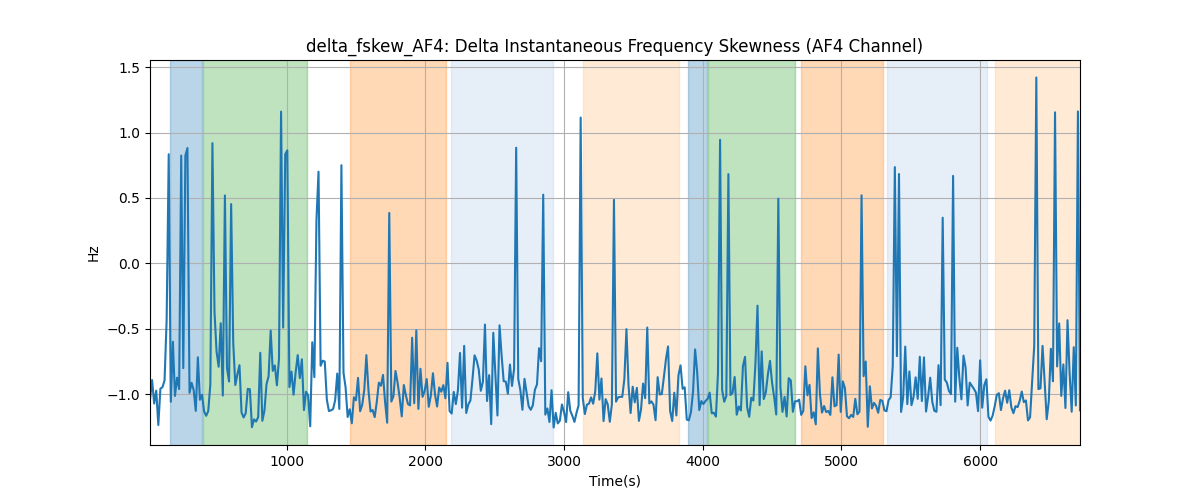 delta_fskew_AF4: Delta Instantaneous Frequency Skewness (AF4 Channel)
1.5
1.0
0.5
0.0
−0.5
−1.0
Hz
1000 2000 3000 4000 5000 6000
Time(s)